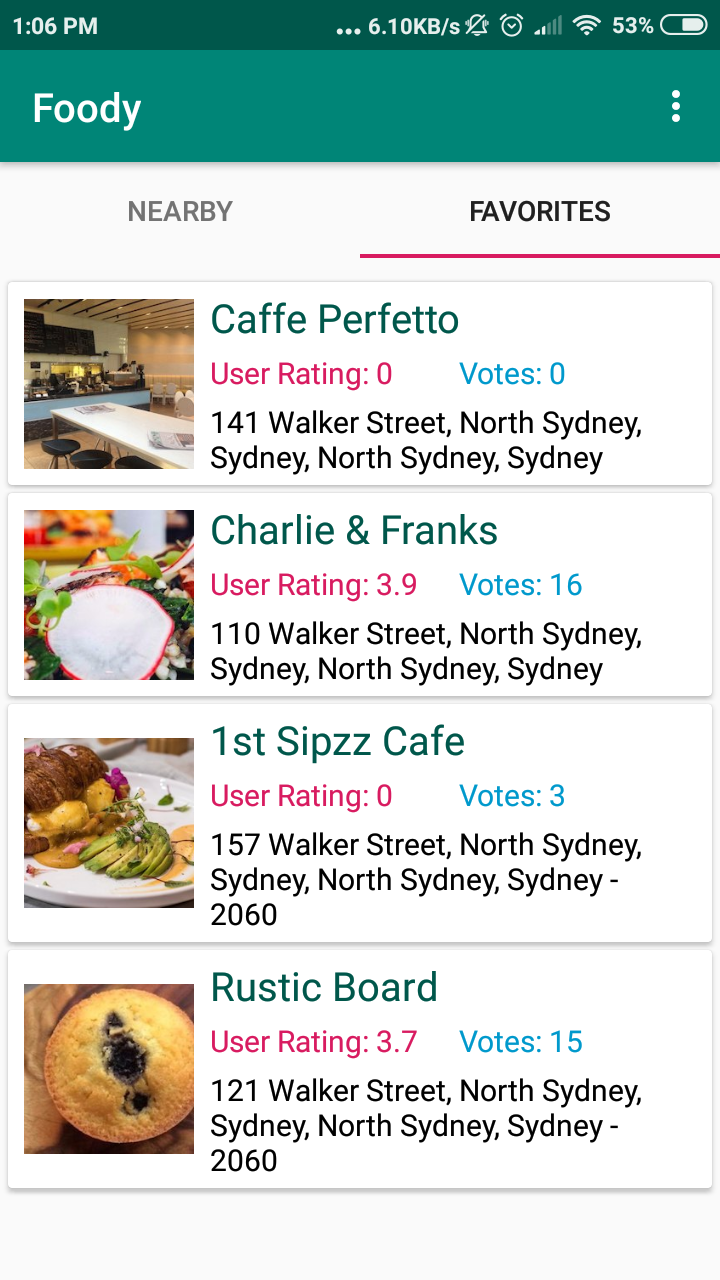 1:06 PM
... 6.10KB/s
53%
Foody
NEARBY
FAVORITES
Caffe Perfetto
User Rating: 0
Votes: 0
141 Walker Street, North Sydney,
Sydney, North Sydney, Sydney
Charlie & Franks
User Rating: 3.9
Votes: 16
110 Walker Street, North Sydney,
Sydney, North Sydney, Sydney
1st Sipzz Cafe
User Rating: 0
Votes: 3
157 Walker Street, North Sydney,
Sydney, North Sydney, Sydney -
2060
Rustic Board
User Rating: 3.7
Votes: 15
121 Walker Street, North Sydney,
Sydney, North Sydney, Sydney -
2060